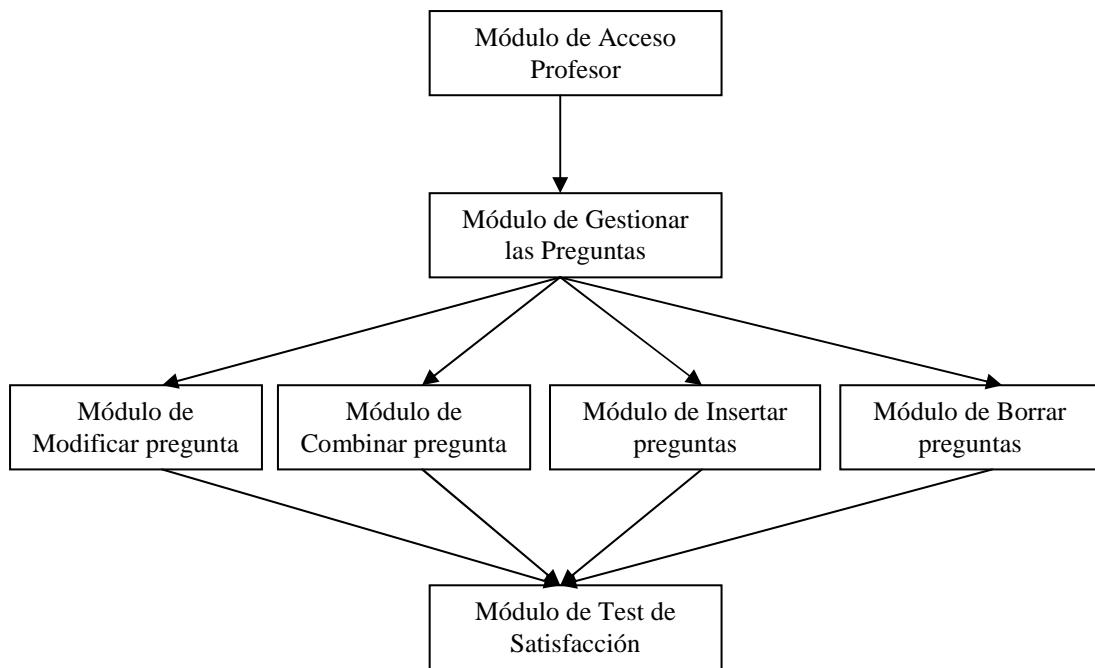 Módulo de Acceso
Profesor
Módulo de Gestionar
las Preguntas
Módulo de
Modificar pregunta
Módulo de
Combinar pregunta
Módulo de Insertar
preguntas
Módulo de Borrar
preguntas
Módulo de Test de
Satisfacción